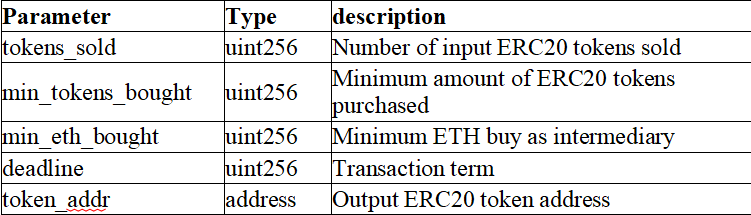 Parameter Type description
tokens_sold uint256 Number of input ERC20 tokens sold
min_tokens_bought uint256 Minimum amount of ERC20 tokens
purchased
min_eth_bought uint256 Minimum ETH buy as intermediary
deadline uint256 Transaction term
token_addr address Output ERC20 token address